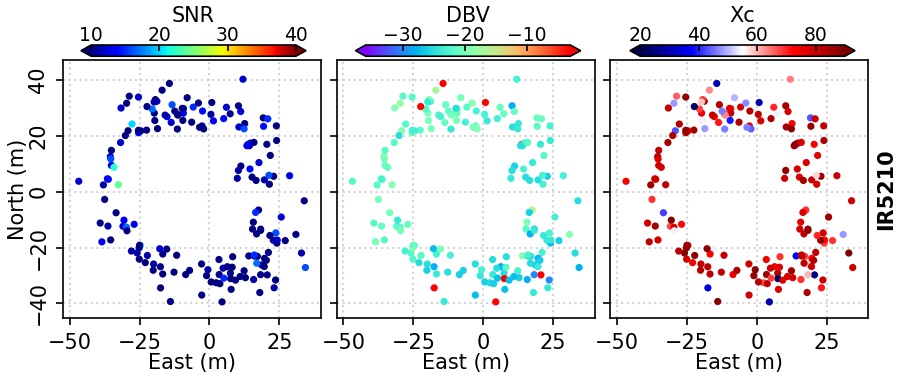 SNR DBV Xc
10 20 30 40 −30 −20 −10 20 40 60 80
40
20
0
−20
−40
North (m)
−50 −25 0 25 −50 −25 0 25 −50 −25 0 25
East (m) East (m) East (m)
IR5210